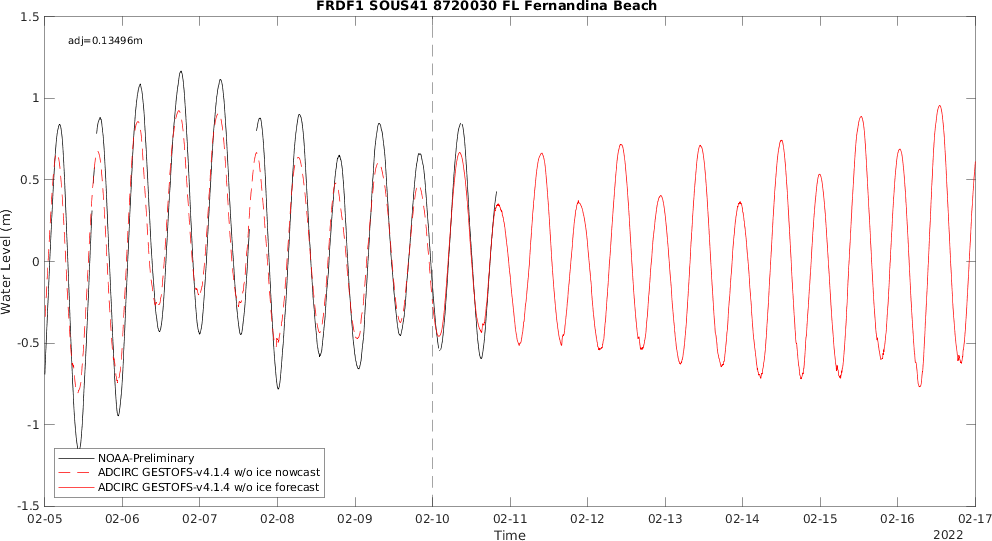 FRDF1 SOUS41 8720030 FL Fernandina Beach
adj=0.13496m
1.5
1
0.5
0
-0.5
-1
-1.5
Water Level (m)
NOAA-Preliminary
ADCIRC GESTOFS-v4.1.4 w/o ice nowcast
ADCIRC GESTOFS-v4.1.4 w/o ice forecast
02-05 02-06 02-07 02-08 02-09 02-10 02-11 02-12 02-13 02-14 02-15 02-16 02-17
Time
2022